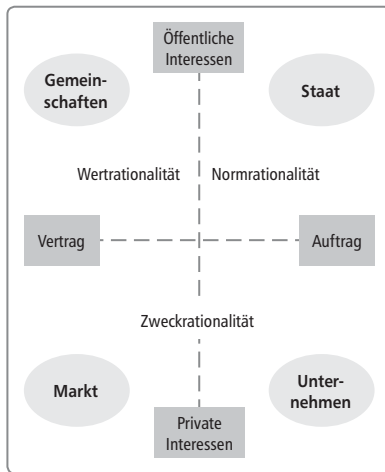 Öffentliche
Interessen
Gemein-
schaften
Staat
Wertrationalität
Normrationalität
Vertrag
Auftrag
Zweckrationalität
Markt
Unter-
nehmen
Private
Interessen